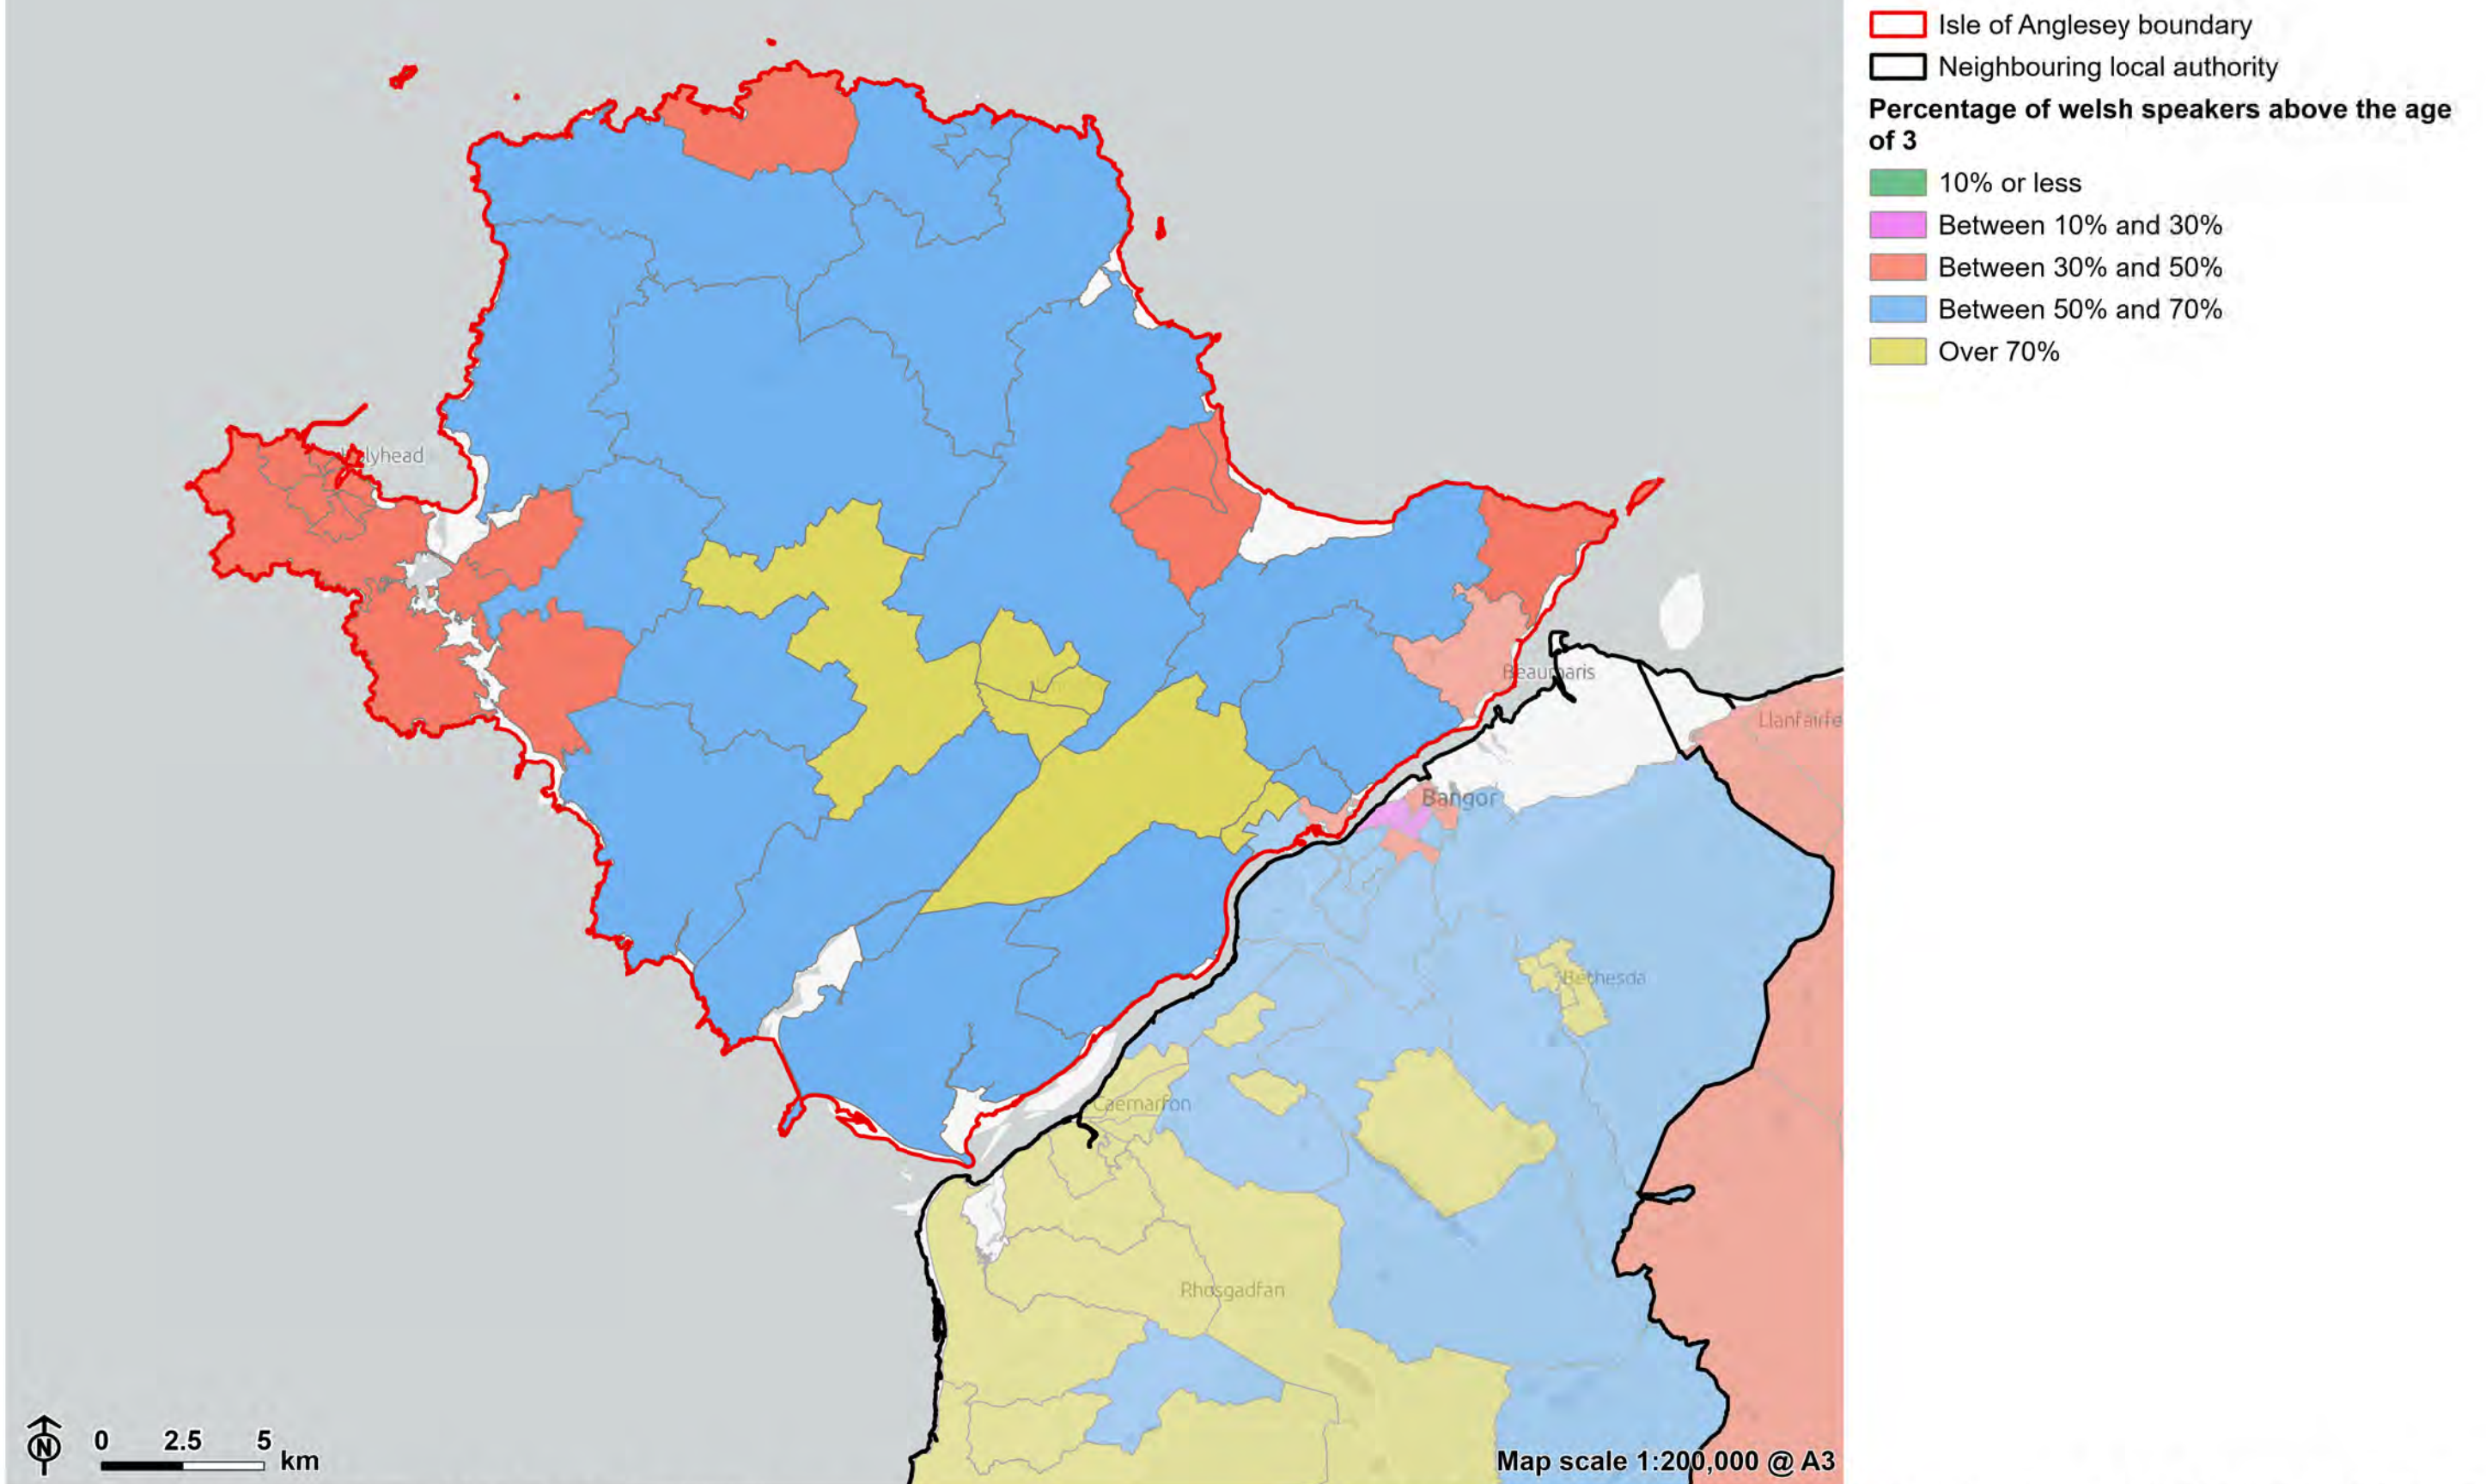 Isle of Anglesey boundary
Neighbouring local authority
Percentage of welsh speakers above the age
of 3
10% or less
Between 10% and 30%
Between 30% and 50%
Between 50% and 70%
Over 70%
Beaumaris
Bangor
Bethesda
Caernarfon
Rhosgadfan
N
0 2.5 5
km
Map scale 1:200,000 @ A3